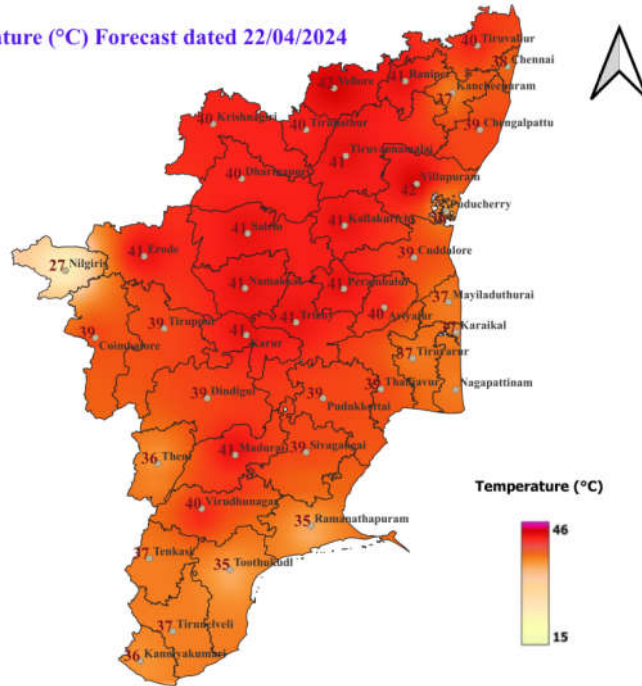 ture (°C) Forecast dated 22/04/2024
40 Tiruvallur
38 Chennai
Vellore
41 Ranipet
37 Kancheepuram
40 Krishnagiri
40 Tirupathur
39 Chengalpattu
Tiruvannamalai
41
40 Dharmapuri
42 Villupuram
Puducherry
41 Salem
41 Kallakurichi
39 Cuddalore
41 Erode
27 Nilgiris
41 Namakkal
41 Perambalur
37 Mayiladuthurai
40 Ariyalur
39 Tiruppur
41 Trichy
Karaikal
39
Coimbatore
41
Karur
37 Tiruvarur
39 Dindigul
39
Pudukkottai
Thanjavur
Nagapattinam
36 Theni
41 Madurai
39 Sivagangai
40 Virudhunagar
35 Ramanathapuram
37 Tenkasi
35 Toothukudi
37 Tirunelveli
36 Kanniyakumari
Temperature (°C)
46
15